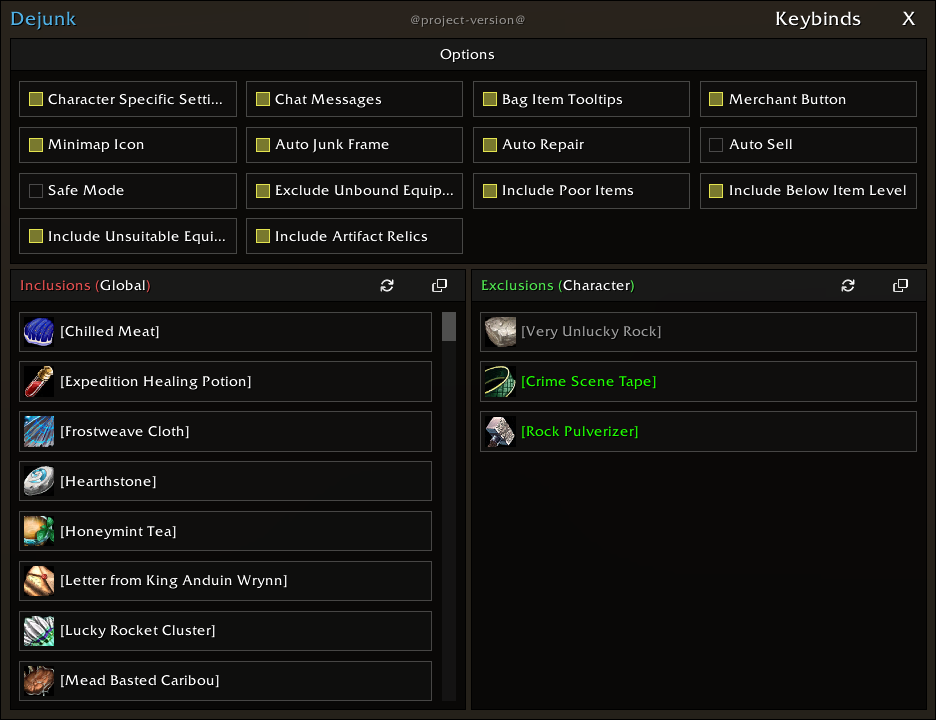 Dejunk @project-version@ Keybinds X
Options
Character Specific Setti... Chat Messages Bag Item Tooltips Merchant Button
Minimap Icon Auto Junk Frame Auto Repair Auto Sell
Safe Mode Exclude Unbound Equip... Include Poor Items Include Below Item Level
Include Unsuitable Equi... Include Artifact Relics
Inclusions (Global)
[Chilled Meat]
[Expedition Healing Potion]
[Frostweave Cloth]
[Hearthstone]
[Honeymint Tea]
[Letter from King Anduin Wrynn]
[Lucky Rocket Cluster]
[Mead Basted Caribou]
Exclusions (Character)
[Very Unlucky Rock]
[Crime Scene Tape]
[Rock Pulverizer]